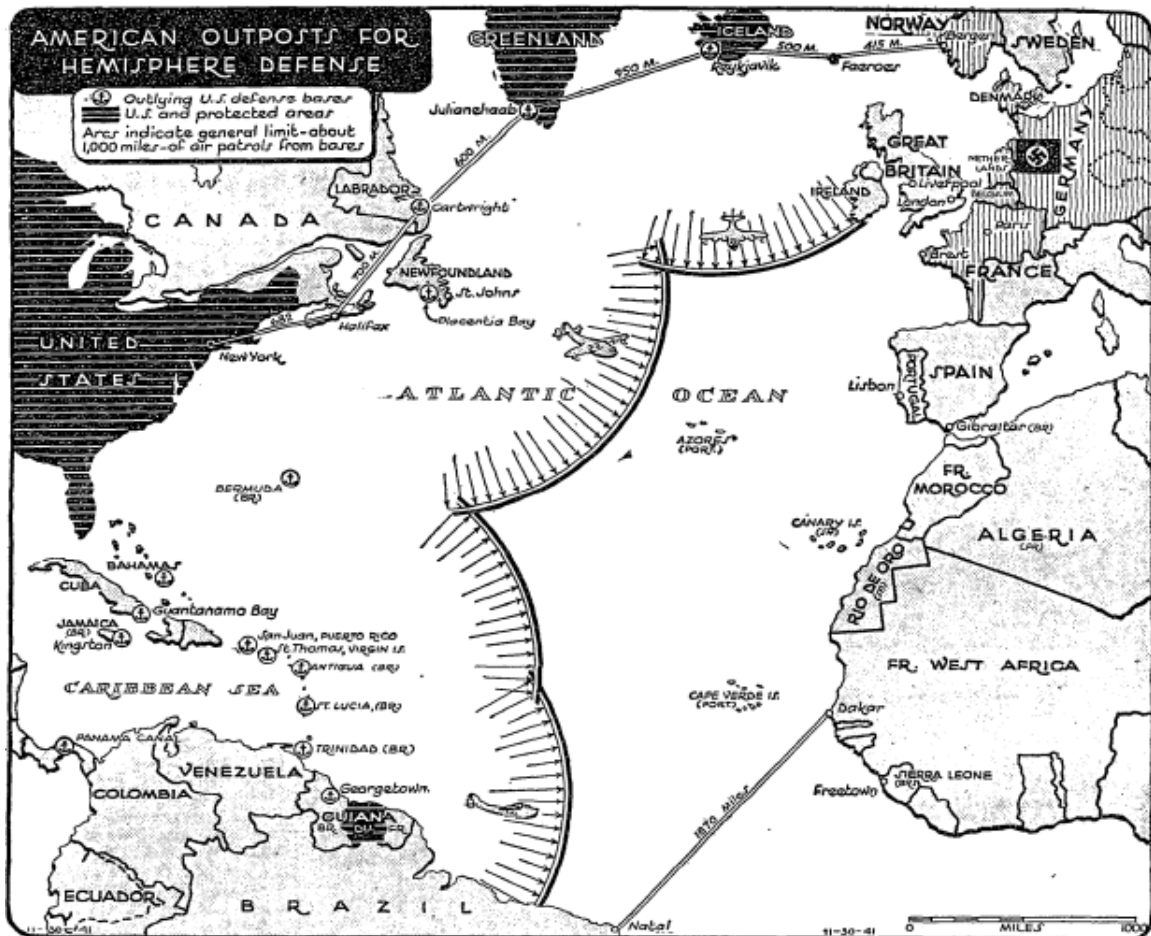 AMERICAN OUTPOSTS FOR
HEMISPHERE DEFENSE
Outlying U.S. defense bases
U.S. and protected areas
Arcs indicate general limit-about
1,000 miles-of air patrols from bases
GREENLAND
ICELAND
Reykjavik
950 M.
500 M.
415 M.
Faeroes
NORWAY
Bergen
SWEDEN
DENMARK
Julianehaab
600 M.
LABRADOR
Cartwright
CANADA
700 M.
NEWFOUNDLAND
St. Johns
Placentia Bay
Halifax
New York
UNITED
STATES
GREAT
BRITAIN
IRELAND
Liverpool
London
NETHER-
LANDS
BELGIUM
GERMANY
Paris
Brest
FRANCE
ATLANTIC OCEAN
SPAIN
PORTUGAL
Lisbon
Gibraltar (BR)
AZORES
(PORT.)
FR.
MOROCCO
ALGERIA
(FR)
CANARY IS.
RIO DE ORO
BERMUDA
(BR)
BAHAMAS
CUBA
Guantanama Bay
JAMAICA
(BR)
Kingston
San Juan, PUERTO RICO
St. Thomas, VIRGIN IS.
ANTIGUA (BR)
CARIBBEAN SEA
ST. LUCIA, (BR)
FR. WEST AFRICA
CAPE VERDE IS.
(PORT)
Dakar
PANAMA CANAL
TRINIDAD (BR)
VENEZUELA
COLOMBIA
Georgetown
GUIANA
BR. DU. FR.
SIERRA LEONE
(BR)
Freetown
1870 Miles
ECUADOR
BRAZIL
Natal
11-30-41
0 MILES 1000